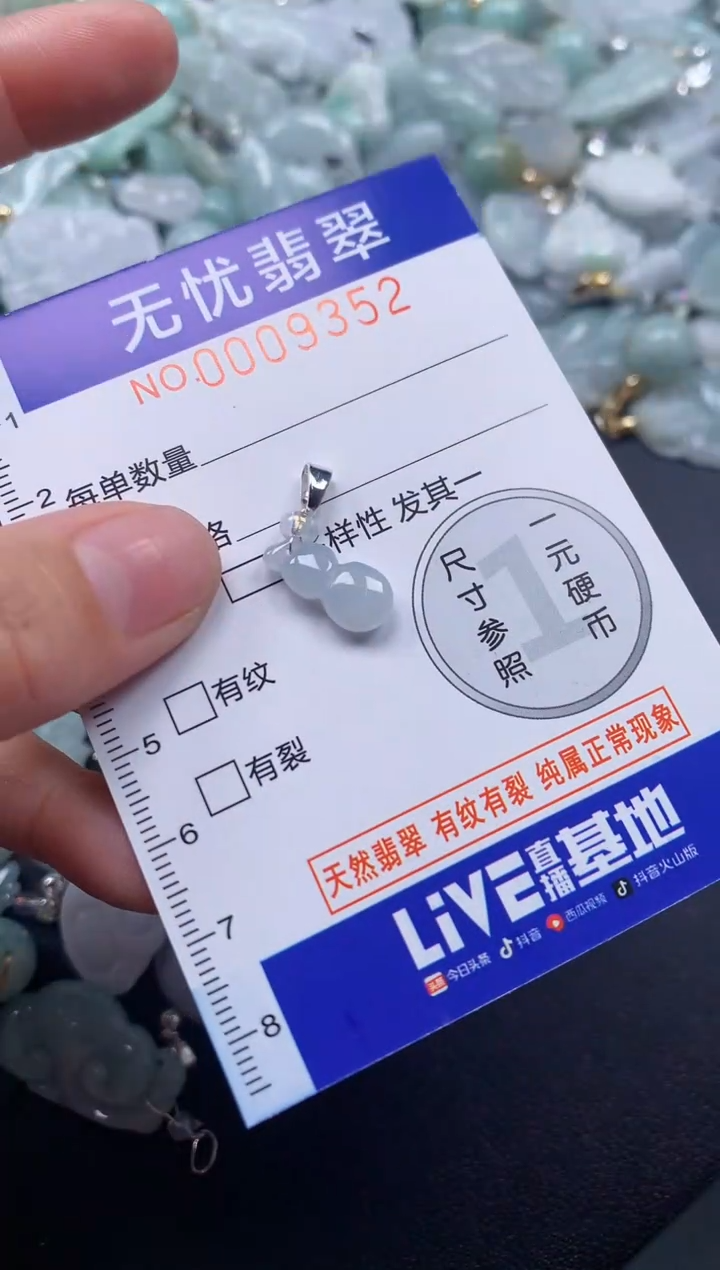 无忧翡翠
NO.0009352
每单数量
格
样性 发其一
一元硬币
尺寸参照
1
有纹
有裂
天然翡翠 有纹有裂 纯属正常现象
LiVE直播基地
头条 今日头条 抖音 西瓜视频 抖音火山版
1
2
5
6
7
8